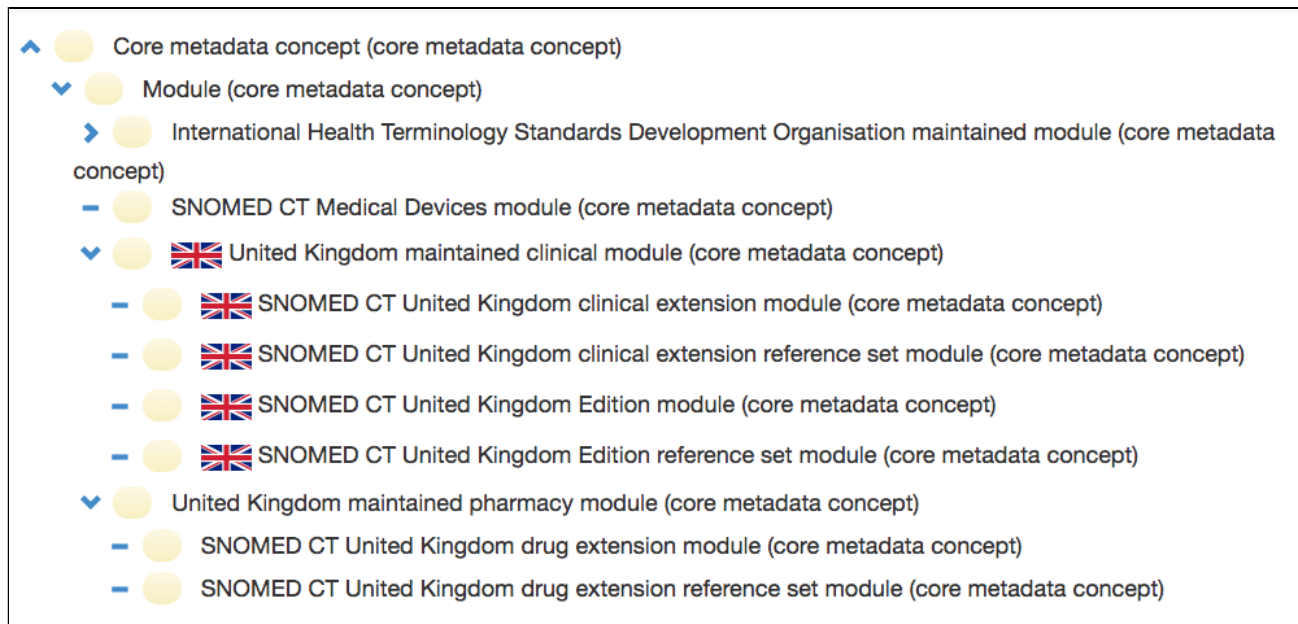 Core metadata concept (core metadata concept)
Module (core metadata concept)
International Health Terminology Standards Development Organisation maintained module (core metadata
concept)
SNOMED CT Medical Devices module (core metadata concept)
United Kingdom maintained clinical module (core metadata concept)
SNOMED CT United Kingdom clinical extension module (core metadata concept)
SNOMED CT United Kingdom clinical extension reference set module (core metadata concept)
SNOMED CT United Kingdom Edition module (core metadata concept)
SNOMED CT United Kingdom Edition reference set module (core metadata concept)
United Kingdom maintained pharmacy module (core metadata concept)
SNOMED CT United Kingdom drug extension module (core metadata concept)
SNOMED CT United Kingdom drug extension reference set module (core metadata concept)